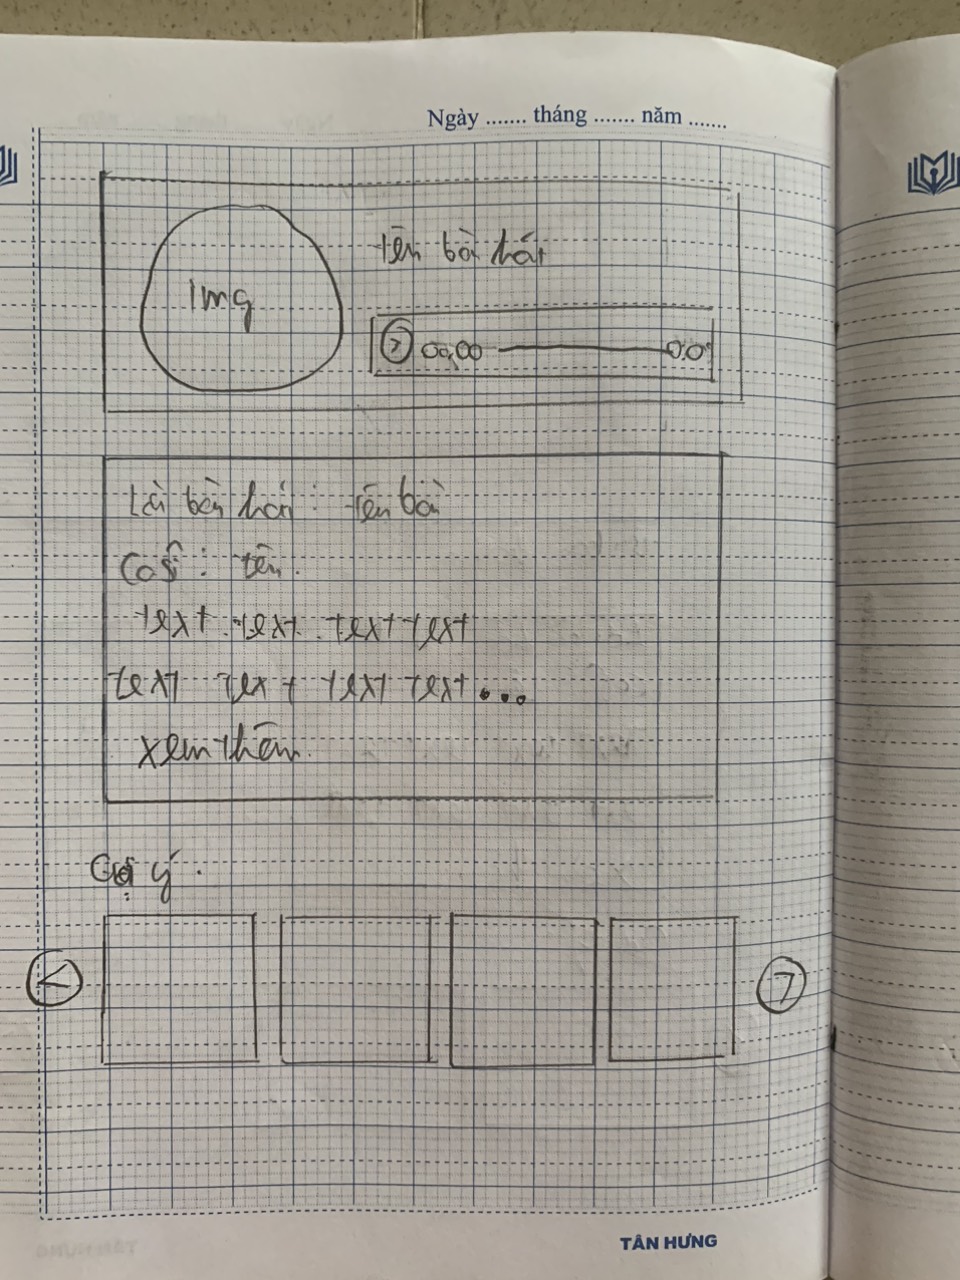 Ngày ....... tháng ....... năm .......
tên bài hát
Img
> 00,00 0.0
Lời bài hát : tên bài
Ca sĩ : tên.
text .text. text text
text text text text...
xem thêm.
Gợi ý .
< >
TÂN HƯNG